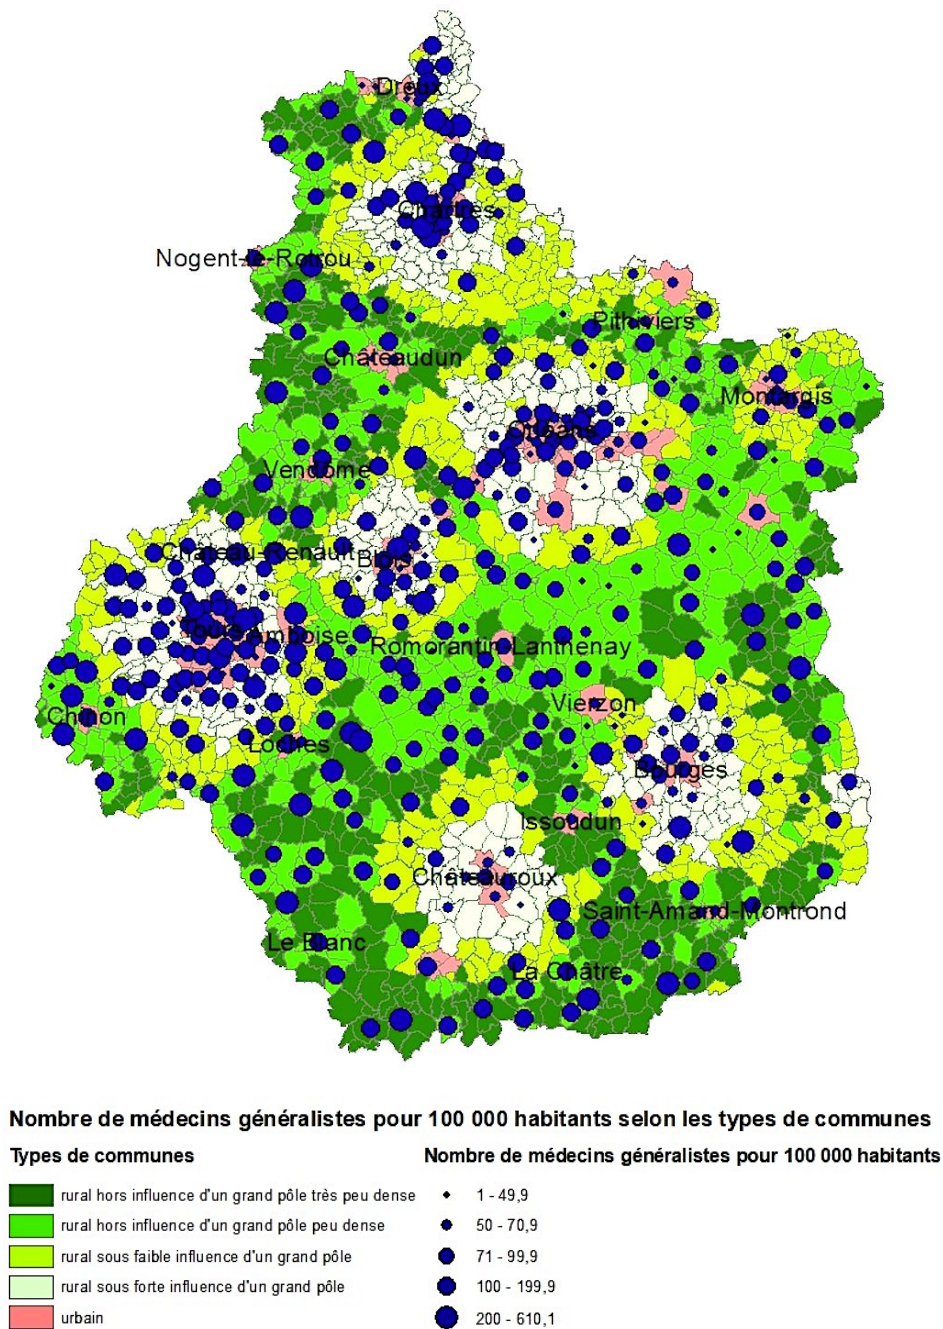 Dreux
Chartres
Nogent-le-Rotrou
Pithiviers
Châteaudun
Montargis
Orléans
Vendôme
Château-Renault
Blois
Tours
Amboise
Romorantin-Lanthenay
Vierzon
Chinon
Loches
Bourges
Issoudun
Châteauroux
Saint-Amand-Montrond
Le Blanc
La Châtre
Nombre de médecins généralistes pour 100 000 habitants selon les types de communes
Types de communes
Nombre de médecins généralistes pour 100 000 habitants
rural hors influence d'un grand pôle très peu dense
1 - 49,9
rural hors influence d'un grand pôle peu dense
50 - 70,9
rural sous faible influence d'un grand pôle
71 - 99,9
rural sous forte influence d'un grand pôle
100 - 199,9
urbain
200 - 610,1